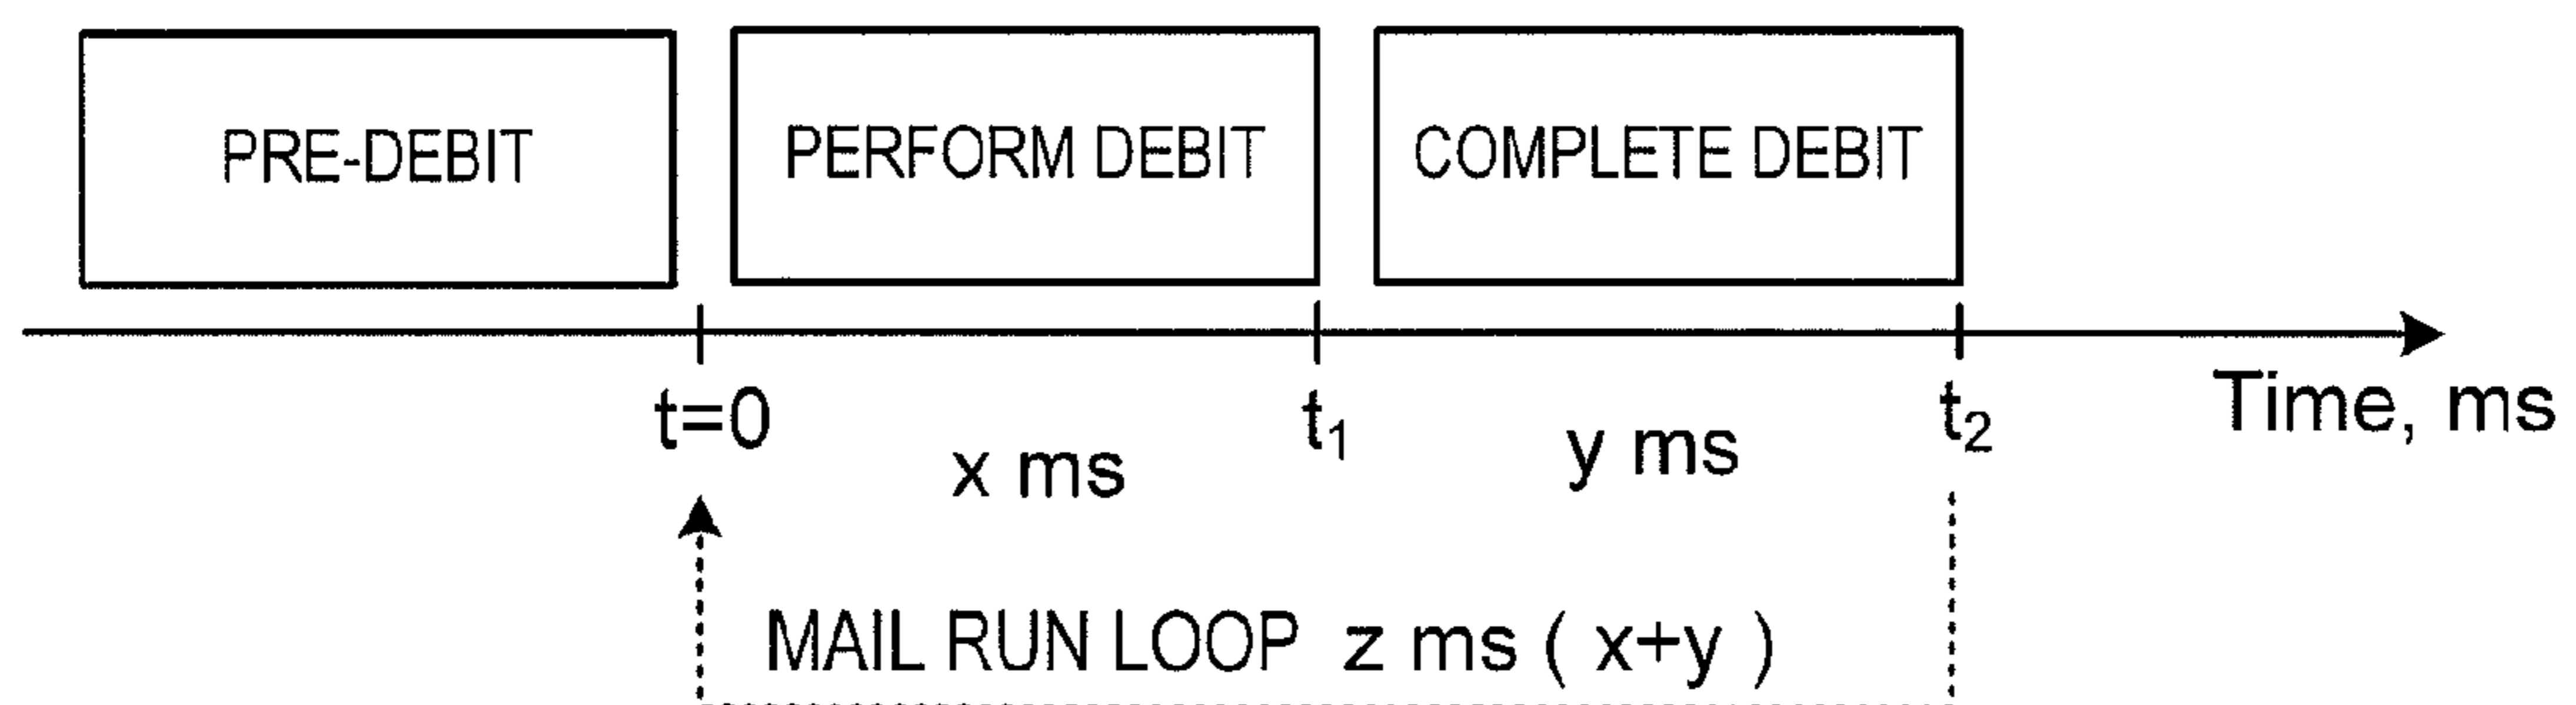 PRE-DEBIT
PERFORM DEBIT
COMPLETE DEBIT
t=0
x ms
t₁
y ms
t₂
Time, ms
MAIL RUN LOOP z ms ( x+y )